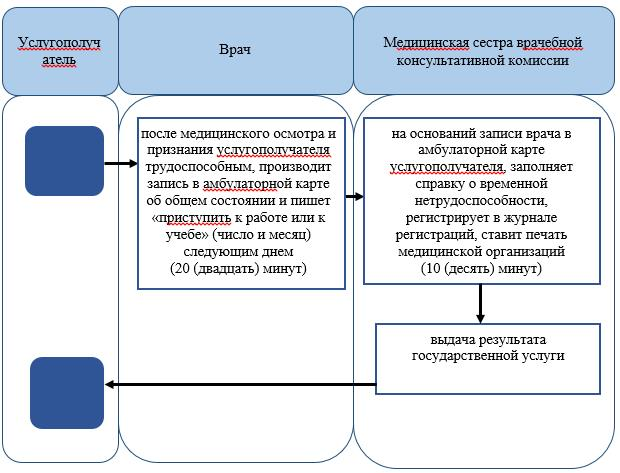 Услугополуч
атель
Врач
Медицинская сестра врачебной
консультативной комиссии
после медицинского осмотра и
признания услугополучателя
трудоспособным, производит
запись в амбулаторной карте
об общем состоянии и пишет
«приступить к работе или к
учебе» (число и месяц)
следующим днем
(20 (двадцать) минут)
на оснований записи врача в
амбулаторной карте
услугополучателя, заполняет
справку о временной
нетрудоспособности,
регистрирует в журнале
регистраций, ставит печать
медицинской организаций
(10 (десять) минут)
выдача результата
государственной услуги